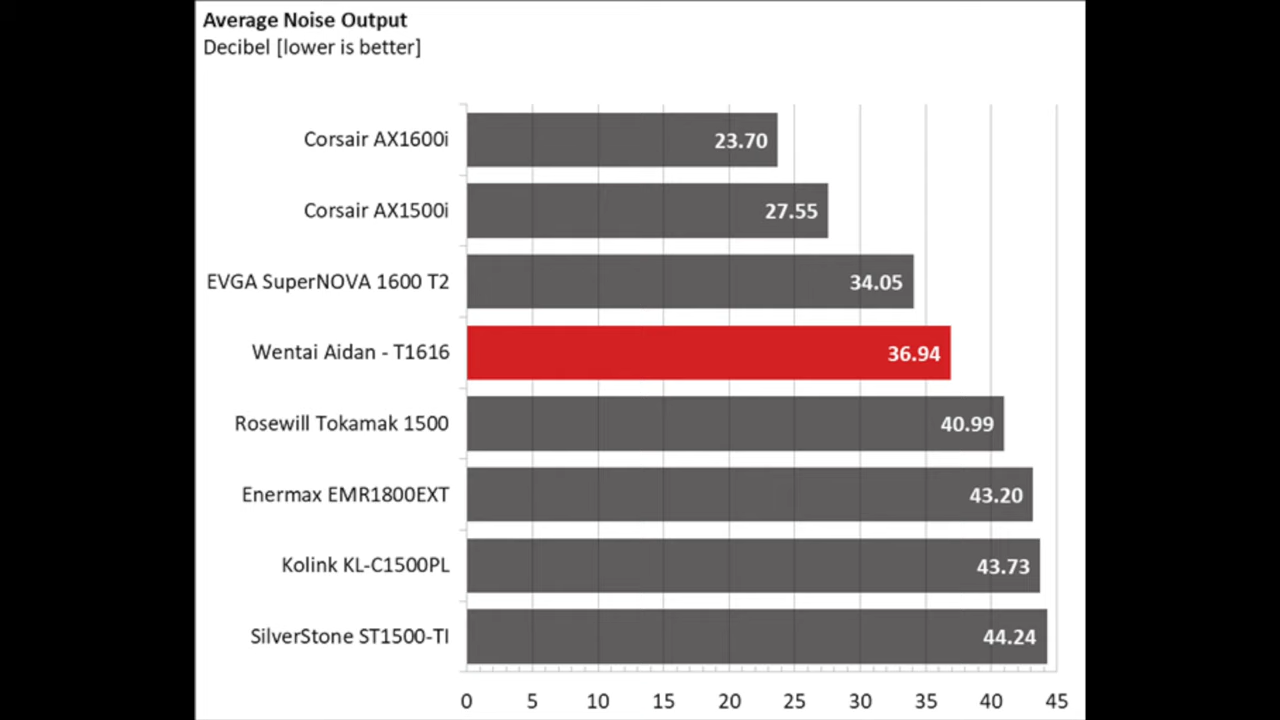 Average Noise Output
Decibel [lower is better]
Corsair AX1600i 23.70
Corsair AX1500i 27.55
EVGA SuperNOVA 1600 T2 34.05
Wentai Aidan - T1616 36.94
Rosewill Tokamak 1500 40.99
Enermax EMR1800EXT 43.20
Kolink KL-C1500PL 43.73
SilverStone ST1500-TI 44.24
0 5 10 15 20 25 30 35 40 45